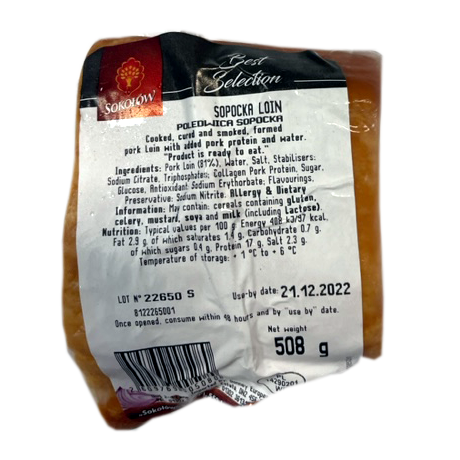 Best
Selection
SOKOŁÓW
SOPOCKA LOIN
POLĘDWICA SOPOCKA
Cooked, cured and smoked, formed
pork loin with added pork protein and water.
"Product is ready to eat."
Ingredients: Pork Loin (81%), Water, Salt, Stabilisers:
Sodium Citrate, Triphosphates; Collagen Pork Protein, Sugar,
Glucose, Antioxidant: Sodium Erythorbate; Flavourings,
Preservative: Sodium Nitrite. Allergy & Dietary
Information: May contain: cereals containing gluten,
celery, mustard, soya and milk (including Lactose).
Nutrition: Typical values per 100 g: Energy 408 kJ/97 kcal,
Fat 2.9 g, of which saturates 1.4 g, Carbohydrate 0.7 g,
of which sugars 0.4 g, Protein 17 g, Salt 2.3 g.
Temperature of storage: + 1°C to + 6 °C
LOT N° 22650 S
Use-by date: 21.12.2022
8122265001
Once opened, consume within 48 hours and by "use by" date.
Net weight
508 g